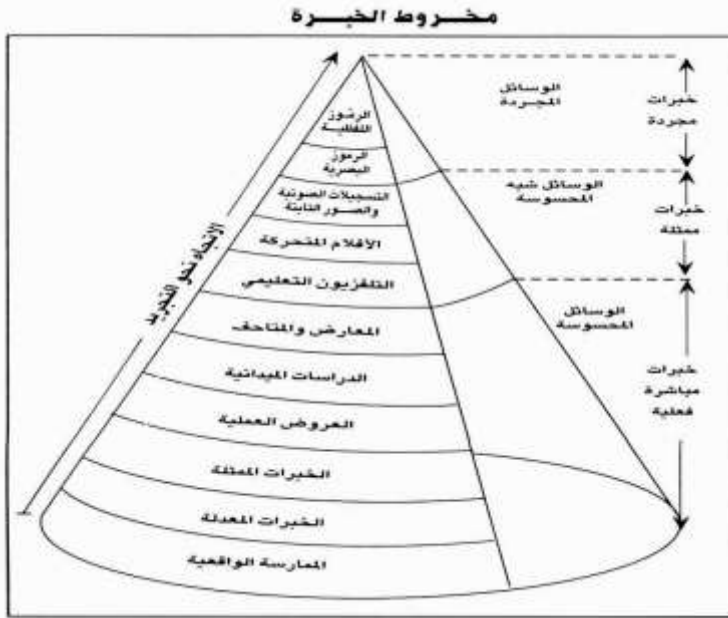 مخروط الخبرة
الرموز
اللفظية
الرموز
البصرية
التسجيلات الصوتية
والصور الثابتة
الأفلام المتحركة
التلفزيون التعليمي
المعارض والمتاحف
الدراسات الميدانية
العروض العملية
الخبرات الممثلة
الخبرات المعدلة
الممارسة الواقعية
الوسائل
المجردة
خبرات
مجردة
الوسائل شبه
المحسوسة
خبرات
ممثلة
الوسائل
المحسوسة
خبرات
مباشرة
فعلية
الاتجاه نحو التجريد